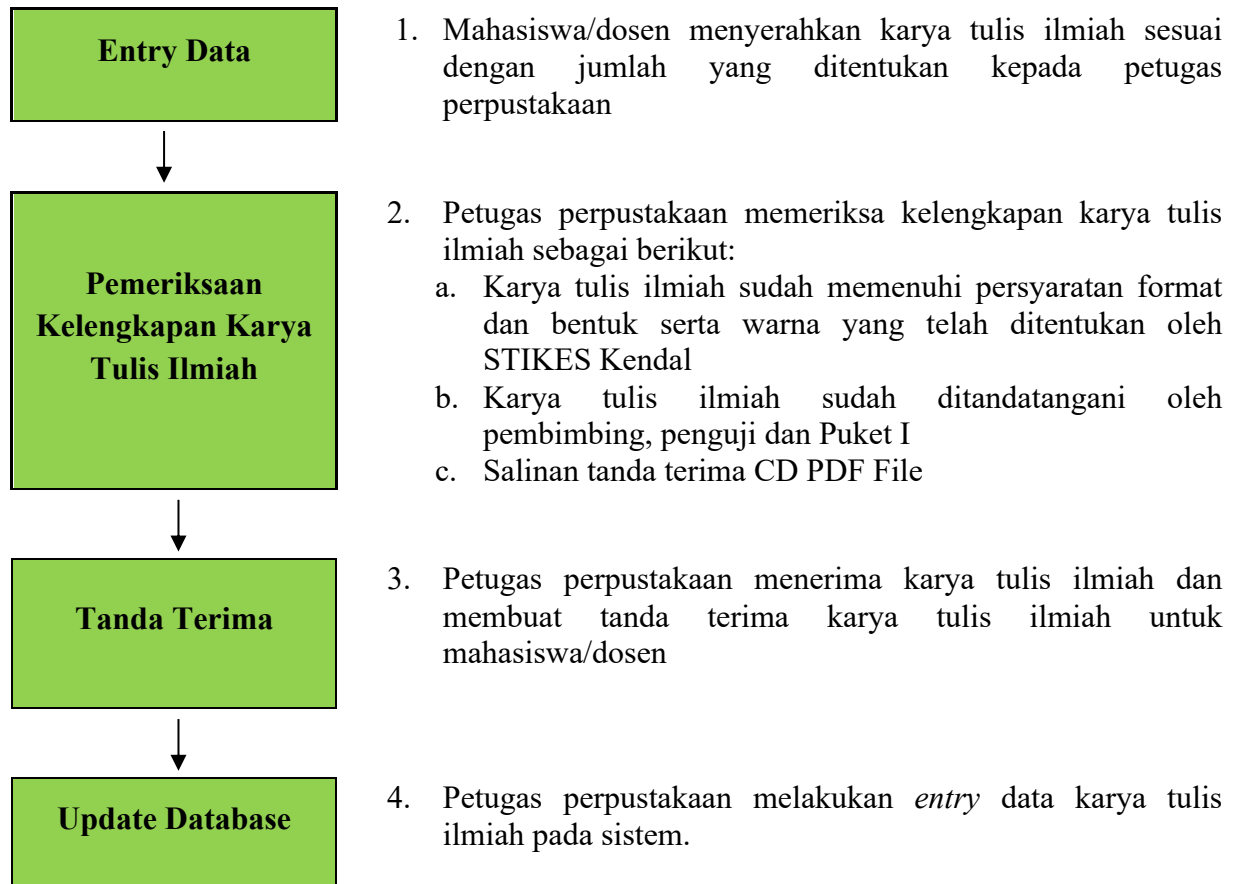 Entry Data
1. Mahasiswa/dosen menyerahkan karya tulis ilmiah sesuai
dengan jumlah yang ditentukan kepada petugas
perpustakaan
Pemeriksaan
Kelengkapan Karya
Tulis Ilmiah
2. Petugas perpustakaan memeriksa kelengkapan karya tulis
ilmiah sebagai berikut:
a. Karya tulis ilmiah sudah memenuhi persyaratan format
dan bentuk serta warna yang telah ditentukan oleh
STIKES Kendal
b. Karya tulis ilmiah sudah ditandatangani oleh
pembimbing, penguji dan Puket I
c. Salinan tanda terima CD PDF File
Tanda Terima
3. Petugas perpustakaan menerima karya tulis ilmiah dan
membuat tanda terima karya tulis ilmiah untuk
mahasiswa/dosen
Update Database
4. Petugas perpustakaan melakukan entry data karya tulis
ilmiah pada sistem.